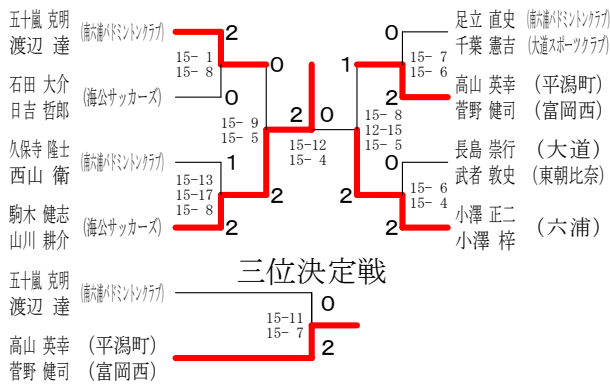 五十嵐 克明
渡辺 達
(南六浦バドミントンクラブ)
2
15- 1
15- 8
石田 大介
日吉 哲郎
(海公サッカーズ)
0
0
15- 9
15- 5
久保寺 隆士
西山 衛
(南六浦バドミントンクラブ)
1
15-13
15-17
15- 8
駒木 健志
山川 耕介
(海公サッカーズ)
2
2
2
0
15-12
15- 4
足立 直史 (南六浦バドミントンクラブ)
千葉 憲吉 (大道スポーツクラブ)
0
15- 7
15- 6
高山 英幸 (平潟町)
菅野 健司 (富岡西)
2
1
15- 8
12-15
15- 5
長島 崇行 (大道)
武者 敦史 (東朝比奈)
0
15- 6
15- 4
小澤 正二
小澤 梓
(六浦)
2
2
三位決定戦
五十嵐 克明
渡辺 達
(南六浦バドミントンクラブ)
0
15-11
15- 7
高山 英幸 (平潟町)
菅野 健司 (富岡西)
2